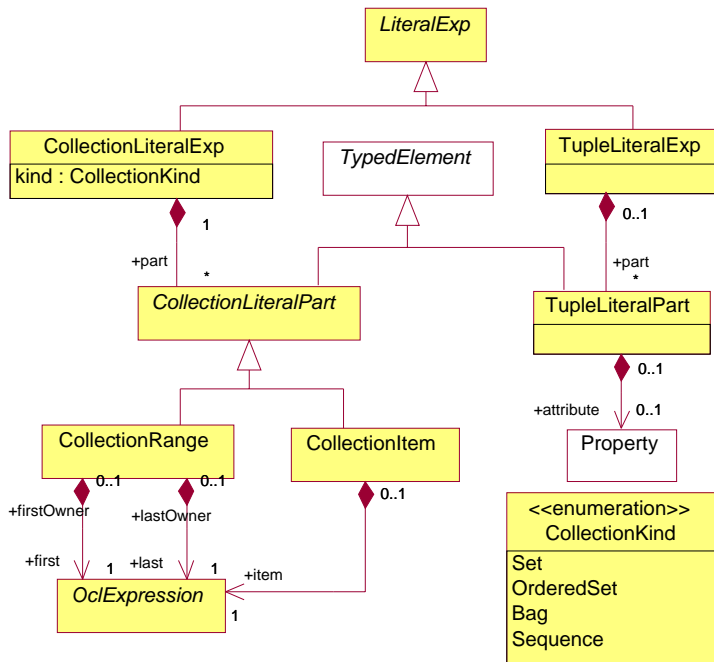 LiteralExp
CollectionLiteralExp
kind : CollectionKind
TypedElement
TupleLiteralExp
1
0..1
+part
*
+part
*
CollectionLiteralPart
TupleLiteralPart
0..1
+attribute
0..1
CollectionRange
CollectionItem
Property
0..1
0..1
0..1
+firstOwner
+lastOwner
+first
1
+last
1
+item
1
OclExpression
<<enumeration>>
CollectionKind
Set
OrderedSet
Bag
Sequence